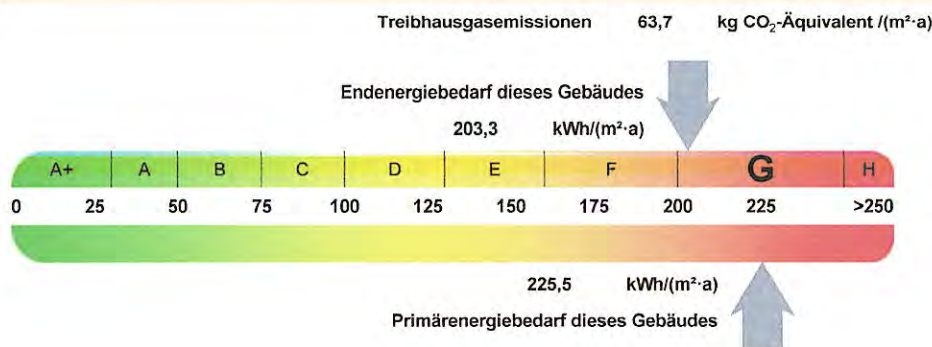 Treibhausgasemissionen 63,7 kg CO₂-Äquivalent /(m²·a)
Endenergiebedarf dieses Gebäudes
203,3 kWh/(m²·a)
A+ A B C D E F G H
0 25 50 75 100 125 150 175 200 225 >250
225,5 kWh/(m²·a)
Primärenergiebedarf dieses Gebäudes